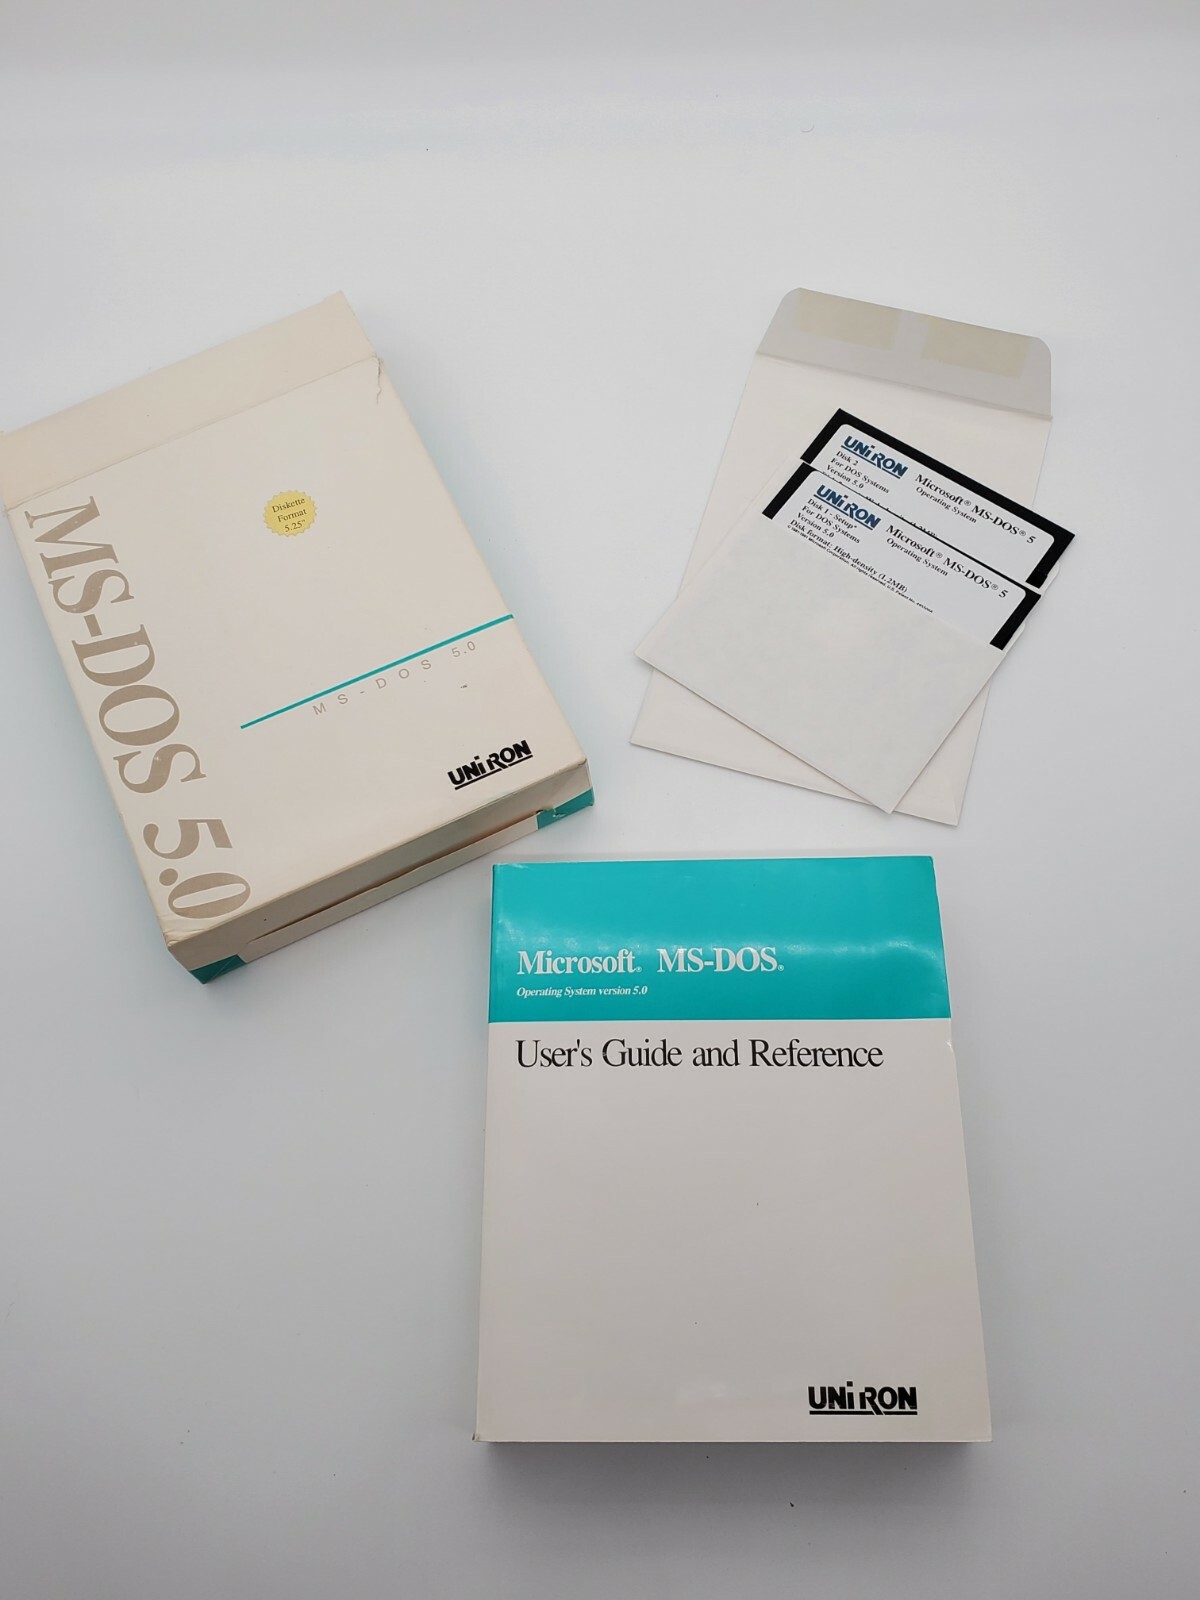 MS-DOS 5.0
Diskette
Format
5.25"
MS-DOS 5.0
UNiRON
UNiRON
Disk 2
For DOS Systems
Version 5.0
Microsoft® MS-DOS® 5
Operating System
UNiRON
Disk 1 - Setup
For DOS Systems
Version 5.0
Disk format: High-density (1.2MB)
Microsoft® MS-DOS® 5
Operating System
Microsoft® MS-DOS®
Operating System version 5.0
User's Guide and Reference
UNiRON